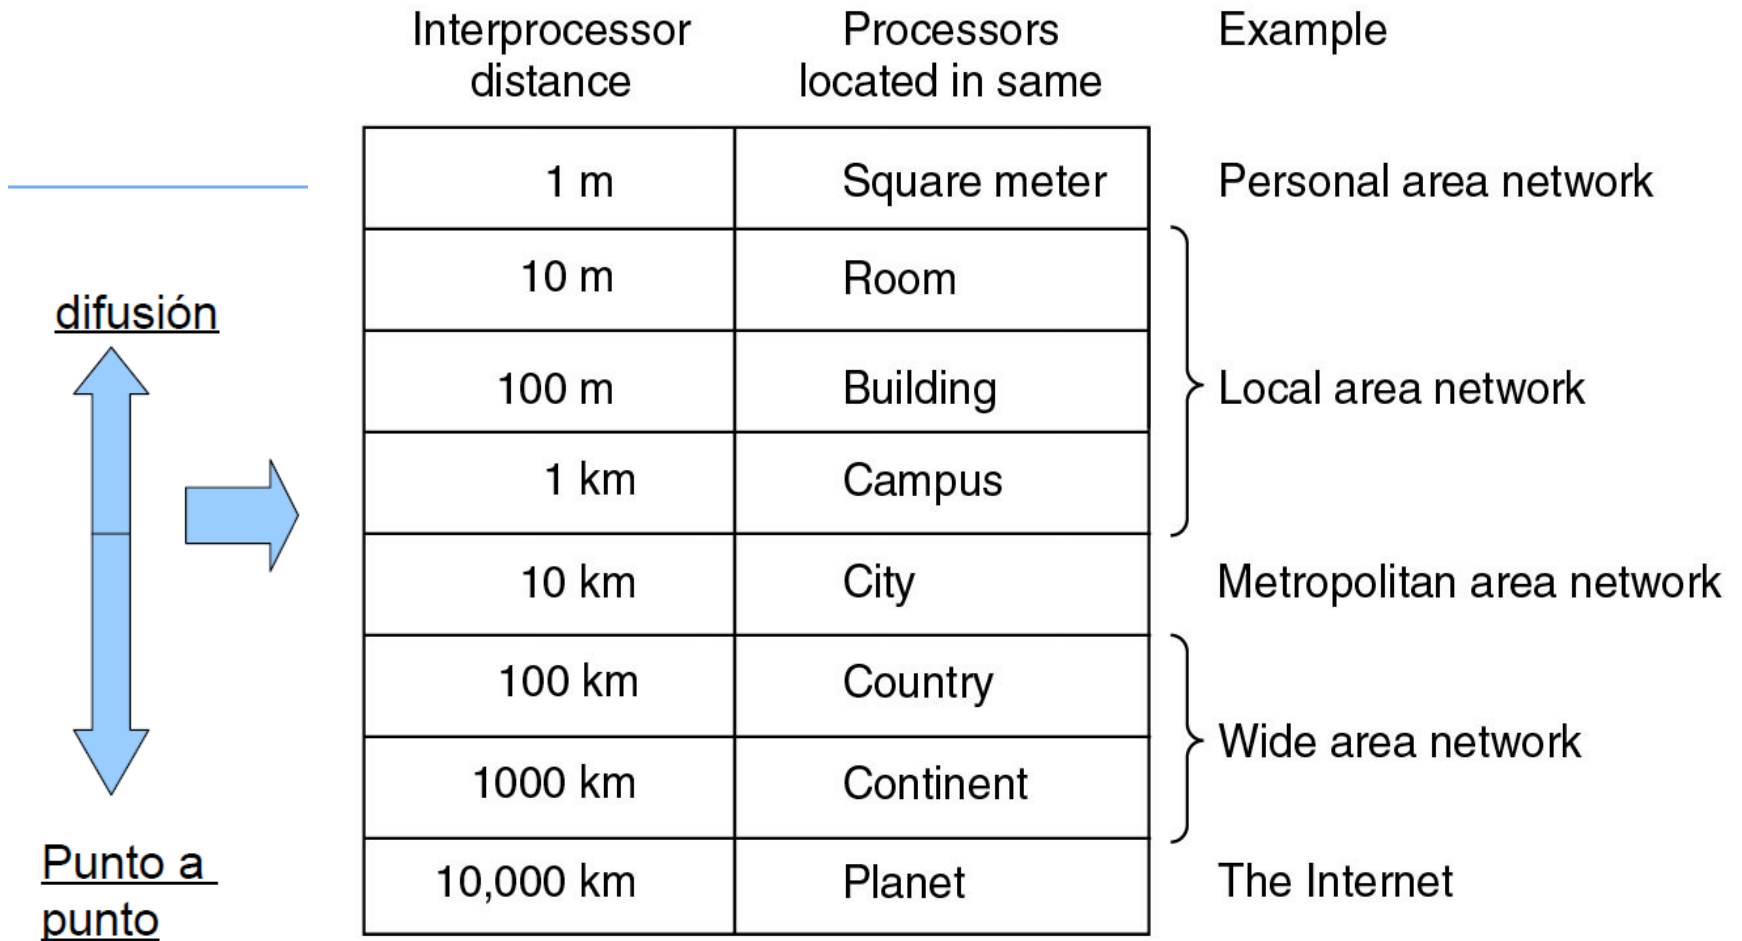 Interprocessor distance
Processors located in same
Example
1 m Square meter Personal area network
difusión
10 m Room
100 m Building Local area network
1 km Campus
10 km City Metropolitan area network
100 km Country
Wide area network
1000 km Continent
Punto a
punto
10,000 km Planet The Internet